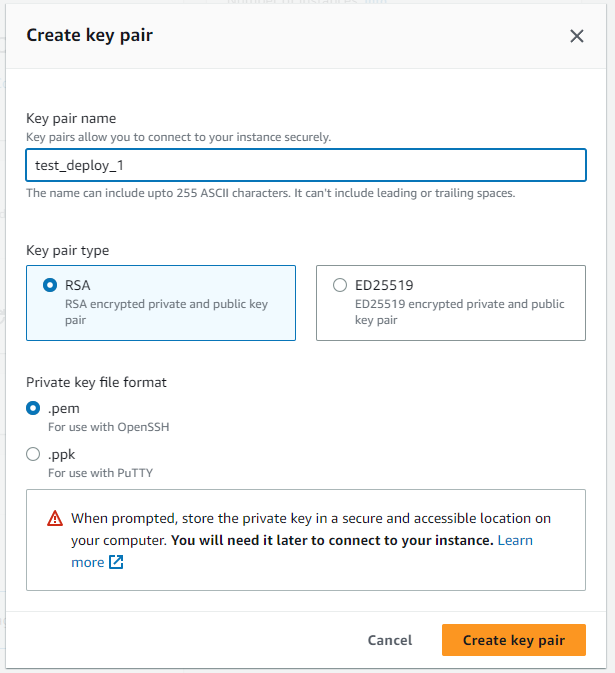 Create key pair
Key pair name
Key pairs allow you to connect to your instance securely.
test_deploy_1
The name can include upto 255 ASCII characters. It can't include leading or trailing spaces.
Key pair type
RSA
RSA encrypted private and public key
pair
ED25519
ED25519 encrypted private and public
key pair
Private key file format
.pem
For use with OpenSSH
.ppk
For use with PuTTY
When prompted, store the private key in a secure and accessible location on
your computer. You will need it later to connect to your instance. Learn
more
Cancel
Create key pair